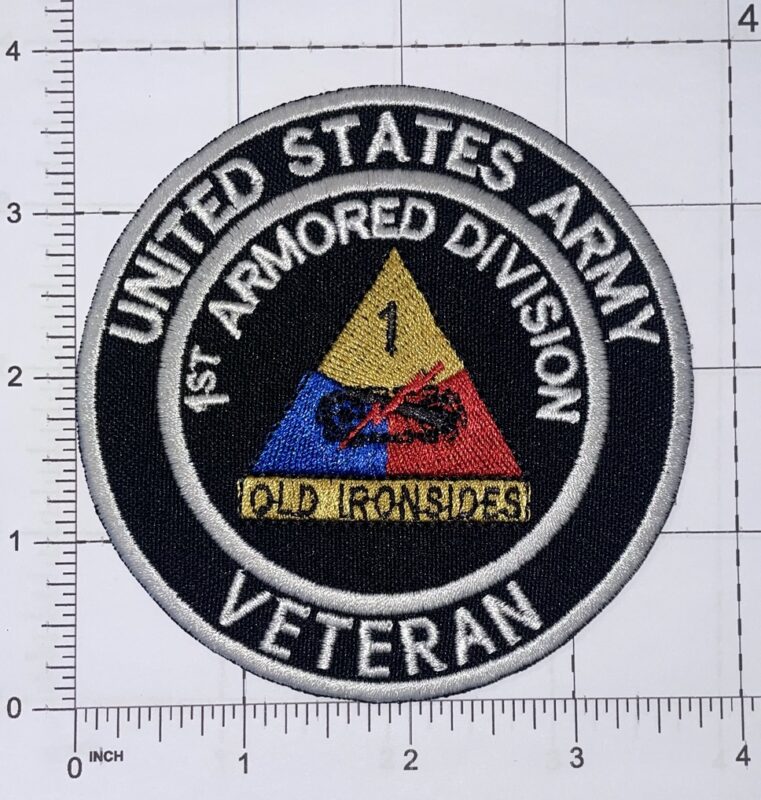 UNITED STATES ARMY
1ST ARMORED DIVISION
1
OLD IRONSIDES
VETERAN
4
3
2
1
0
0 INCH 1 2 3 4
4